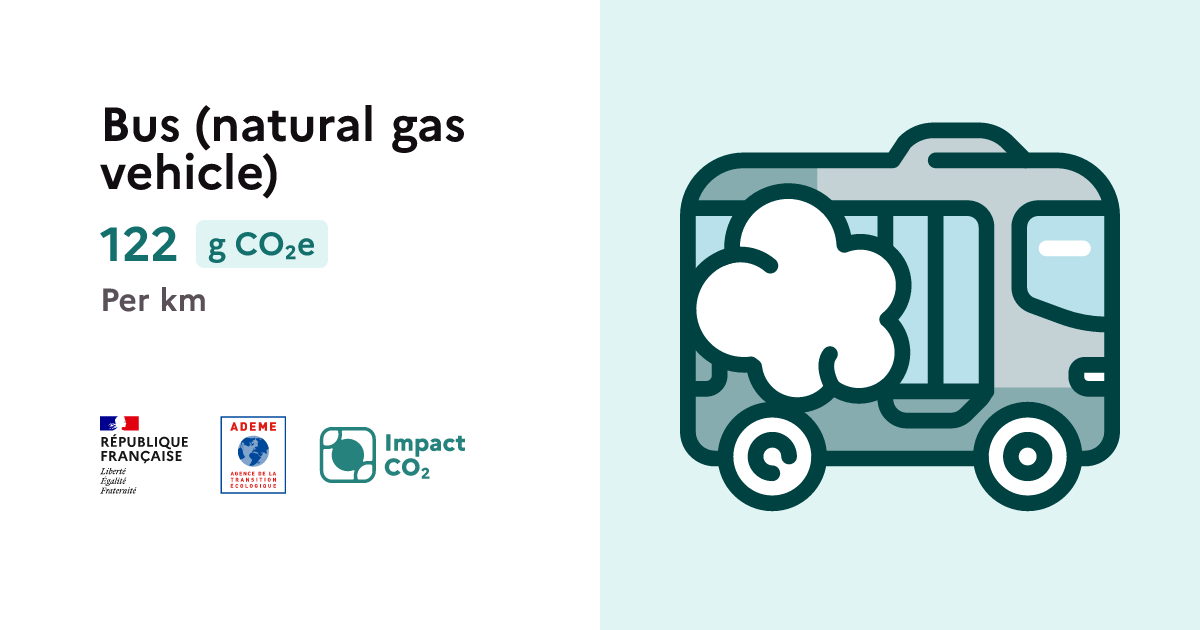 Bus (natural gas
vehicle)
122 g CO₂e
Per km
RÉPUBLIQUE
FRANÇAISE
Liberté
Égalité
Fraternité
ADEME
AGENCE DE LA
TRANSITION
ÉCOLOGIQUE
Impact
CO₂